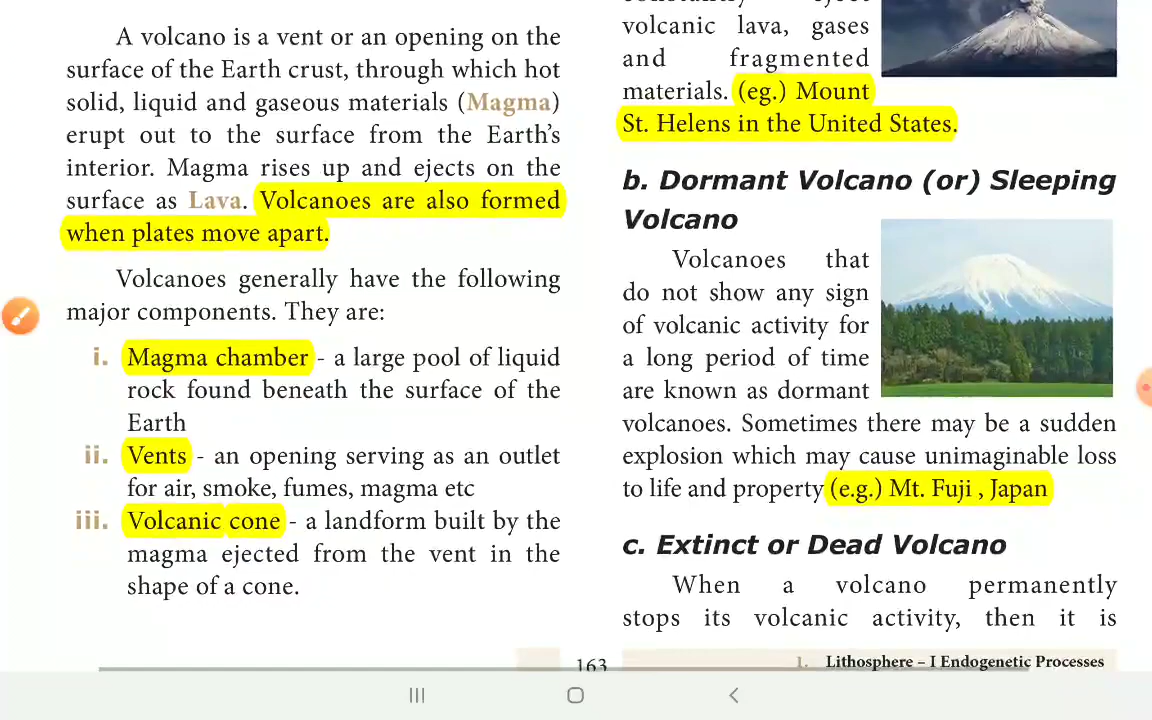 A volcano is a vent or an opening on the
surface of the Earth crust, through which hot
solid, liquid and gaseous materials (Magma)
erupt out to the surface from the Earth's
interior. Magma rises up and ejects on the
surface as Lava. Volcanoes are also formed
when plates move apart.
Volcanoes generally have the following
major components. They are:
i. Magma chamber - a large pool of liquid
rock found beneath the surface of the
Earth
ii. Vents - an opening serving as an outlet
for air, smoke, fumes, magma etc
iii. Volcanic cone - a landform built by the
magma ejected from the vent in the
shape of a cone.
constantly eject
volcanic lava, gases
and fragmented
materials. (eg.) Mount
St. Helens in the United States.
b. Dormant Volcano (or) Sleeping
Volcano
Volcanoes that
do not show any sign
of volcanic activity for
a long period of time
are known as dormant
volcanoes. Sometimes there may be a sudden
explosion which may cause unimaginable loss
to life and property (e.g.) Mt. Fuji , Japan
c. Extinct or Dead Volcano
When a volcano permanently
stops its volcanic activity, then it is
163
1. Lithosphere – I Endogenetic Processes